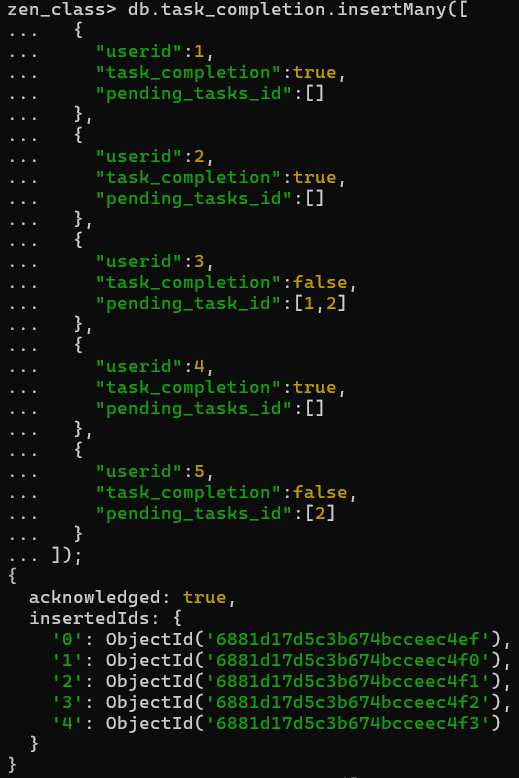 zen_class> db.task_completion.insertMany([
...   {
...     "userid":1,
...     "task_completion":true,
...     "pending_tasks_id":[]
...   },
...   {
...     "userid":2,
...     "task_completion":true,
...     "pending_tasks_id":[]
...   },
...   {
...     "userid":3,
...     "task_completion":false,
...     "pending_task_id":[1,2]
...   },
...   {
...     "userid":4,
...     "task_completion":true,
...     "pending_tasks_id":[]
...   },
...   {
...     "userid":5,
...     "task_completion":false,
...     "pending_tasks_id":[2]
...   }
... ]);
{
  acknowledged: true,
  insertedIds: {
    '0': ObjectId('6881d17d5c3b674bcceec4ef'),
    '1': ObjectId('6881d17d5c3b674bcceec4f0'),
    '2': ObjectId('6881d17d5c3b674bcceec4f1'),
    '3': ObjectId('6881d17d5c3b674bcceec4f2'),
    '4': ObjectId('6881d17d5c3b674bcceec4f3')
  }
}